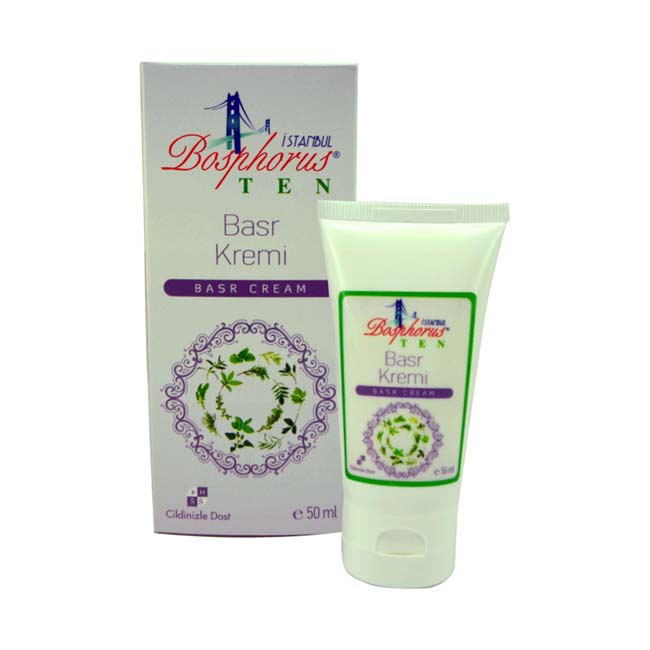 İSTANBUL
Bosphorus®
TEN
Basr
Kremi
BASR CREAM
P H
S S
Cildinizle Dost
e 50 ml
İSTANBUL
Bosphorus®
TEN
Basr
Kremi
BASR CREAM
e 50 ml